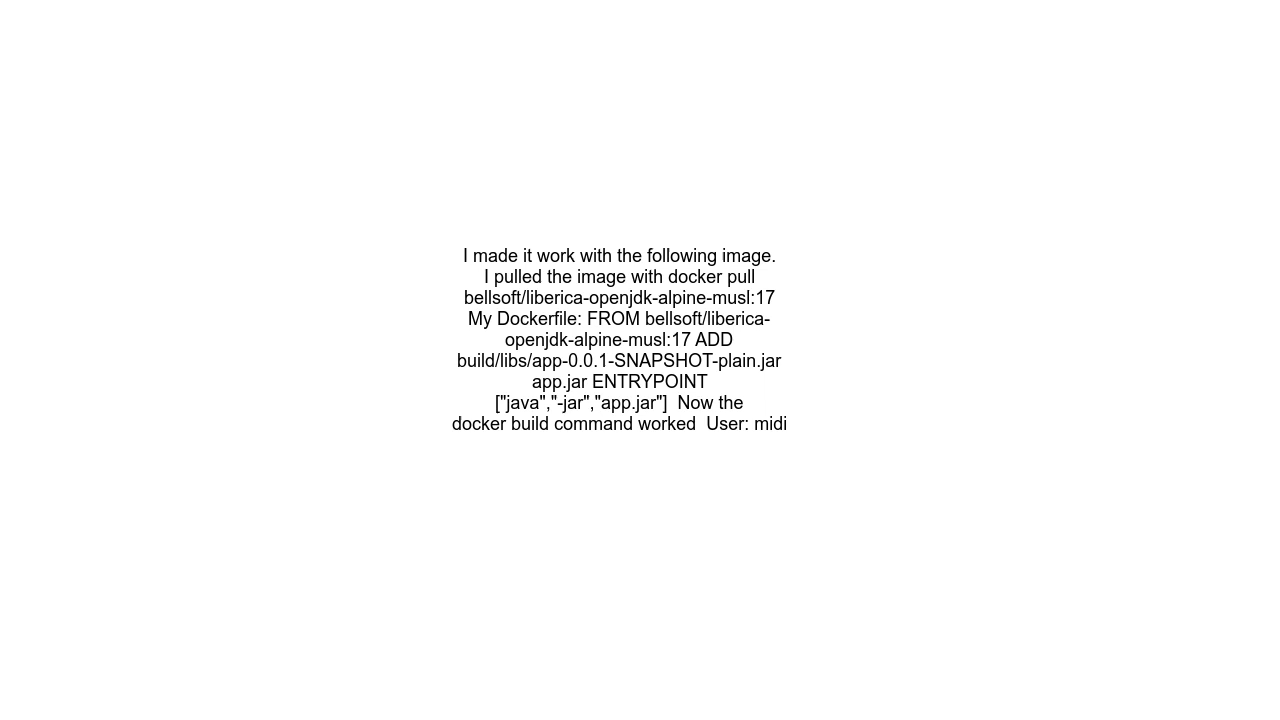 I made it work with the following image.
I pulled the image with docker pull
bellsoft/liberica-openjdk-alpine-musl:17
My Dockerfile: FROM bellsoft/liberica-
openjdk-alpine-musl:17 ADD
build/libs/app-0.0.1-SNAPSHOT-plain.jar
app.jar ENTRYPOINT
["java","-jar","app.jar"]  Now the
docker build command worked  User: midi